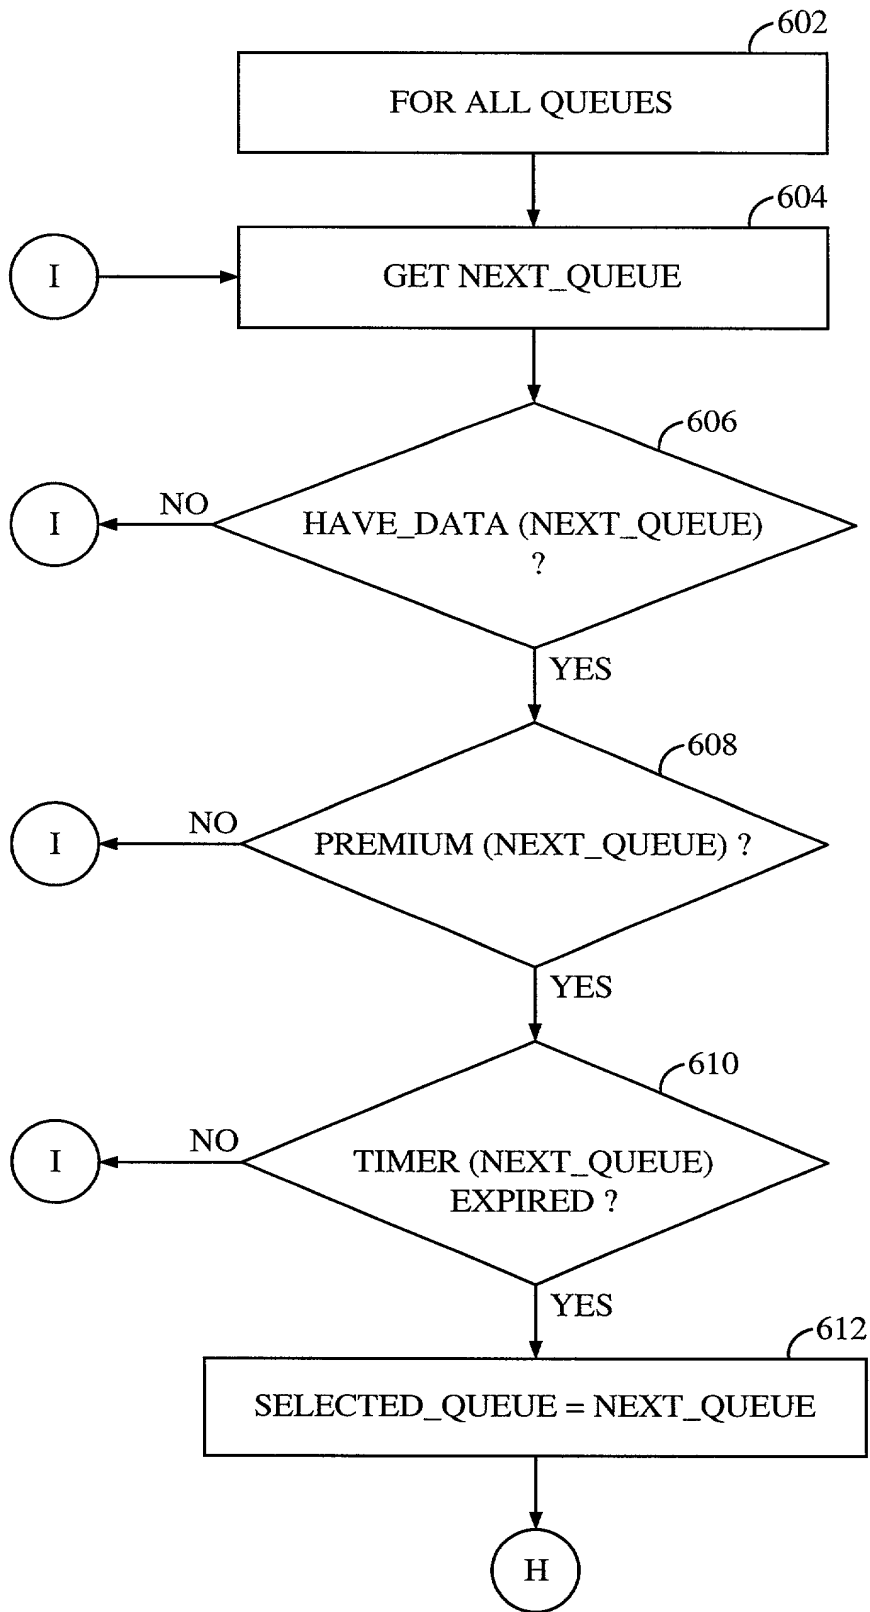 602
FOR ALL QUEUES
604
I
GET NEXT_QUEUE
606
I
NO
HAVE_DATA (NEXT_QUEUE)
?
YES
608
I
NO
PREMIUM (NEXT_QUEUE) ?
YES
610
I
NO
TIMER (NEXT_QUEUE)
EXPIRED ?
YES
612
SELECTED_QUEUE = NEXT_QUEUE
H